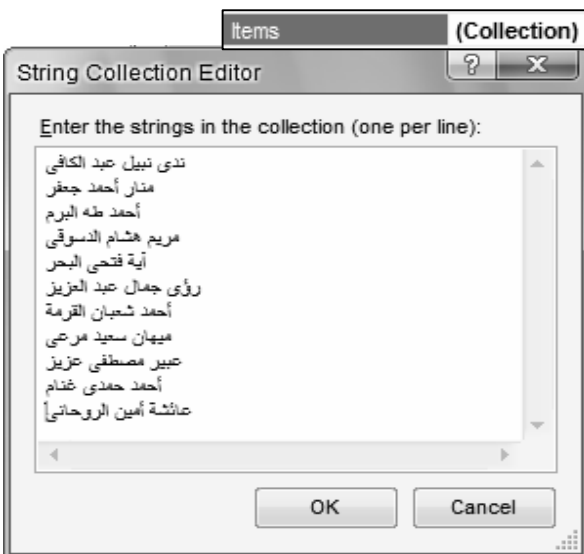 Items (Collection)
String Collection Editor
Enter the strings in the collection (one per line):
ندى نبيل عبد الكافى
منار أحمد جعفر
أحمد طه البرم
مريم هشام الدسوقى
آية فتحى البحر
رؤى جمال عبد العزيز
أحمد شعبان القرمة
ميهان سعيد مرعى
عبير مصطفى عزيز
أحمد حمدى غنام
عائشة أمين الروحانى
OK Cancel